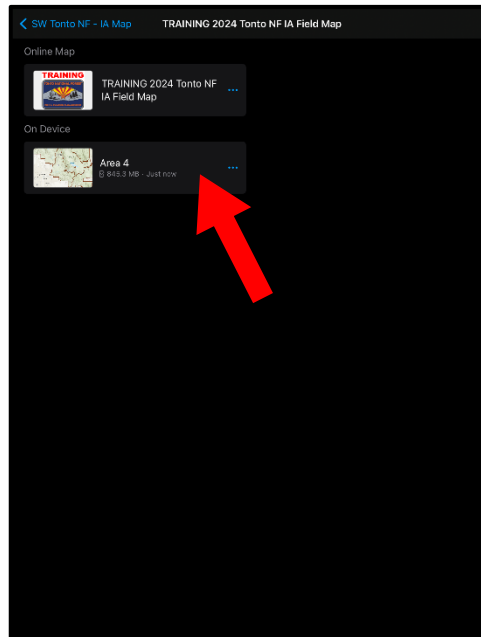 SW Tonto NF - IA Map
TRAINING 2024 Tonto NF IA Field Map
Online Map
TRAINING
TRAINING 2024 Tonto NF
IA Field Map
...
On Device
Area 4
845.3 MB - Just now
...